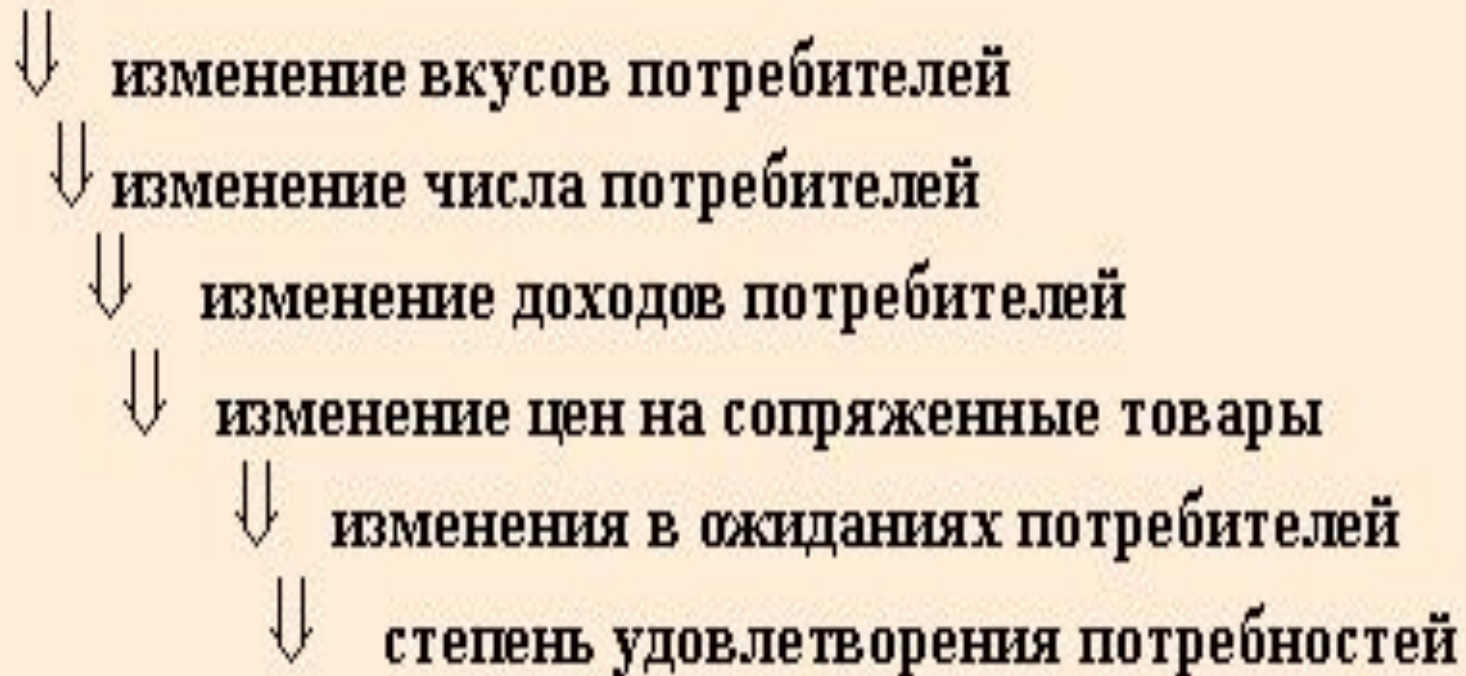 изменение вкусов потребителей
изменение числа потребителей
изменение доходов потребителей
изменение цен на сопряженные товары
изменения в ожиданиях потребителей
степень удовлетворения потребностей